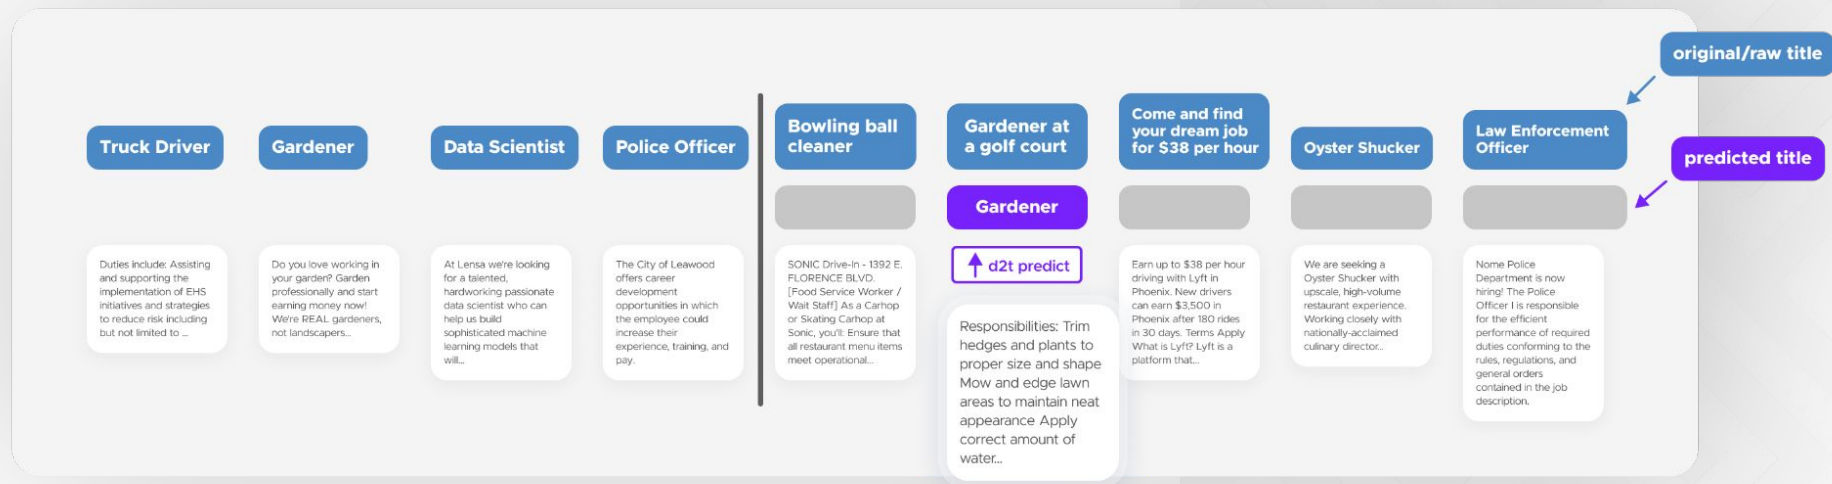 original/raw title
Truck Driver
Gardener
Data Scientist
Police Officer
Bowling ball
cleaner
Gardener at
a golf court
Come and find
your dream job
for $38 per hour
Oyster Shucker
Law Enforcement
Officer
predicted title
Gardener
d2t predict
Duties include: Assisting
and supporting the
implementation of EHS
initiatives and strategies
to reduce risk including
but not limited to ...
Do you love working in
your garden? Garden
professionally and start
earning money now!
We're REAL gardeners,
not landscapers...
At Lensa we're looking
for a talented,
hardworking passionate
data scientist who can
help us build
sophisticated machine
learning models that
will...
The City of Leawood
offers career
development
opportunities in which
the employee could
increase their
experience, training, and
pay.
SONIC Drive-In - 1392 E.
FLORENCE BLVD.
[Food Service Worker /
Wait Staff] As a Carhop
or Skating Carhop at
Sonic, you'll: Ensure that
all restaurant menu items
meet operational...
Responsibilities: Trim
hedges and plants to
proper size and shape
Mow and edge lawn
areas to maintain neat
appearance Apply
correct amount of
water...
Earn up to $38 per hour
driving with Lyft in
Phoenix. New drivers
can earn $3,500 in
Phoenix after 180 rides
in 30 days. Terms Apply
What is Lyft? Lyft is a
platform that...
We are seeking a
Oyster Shucker with
upscale, high-volume
restaurant experience.
Working closely with
nationally-acclaimed
culinary director...
Nome Police
Department is now
hiring! The Police
Officer I is responsible
for the efficient
performance of required
duties conforming to the
rules, regulations, and
general orders
contained in the job
description.